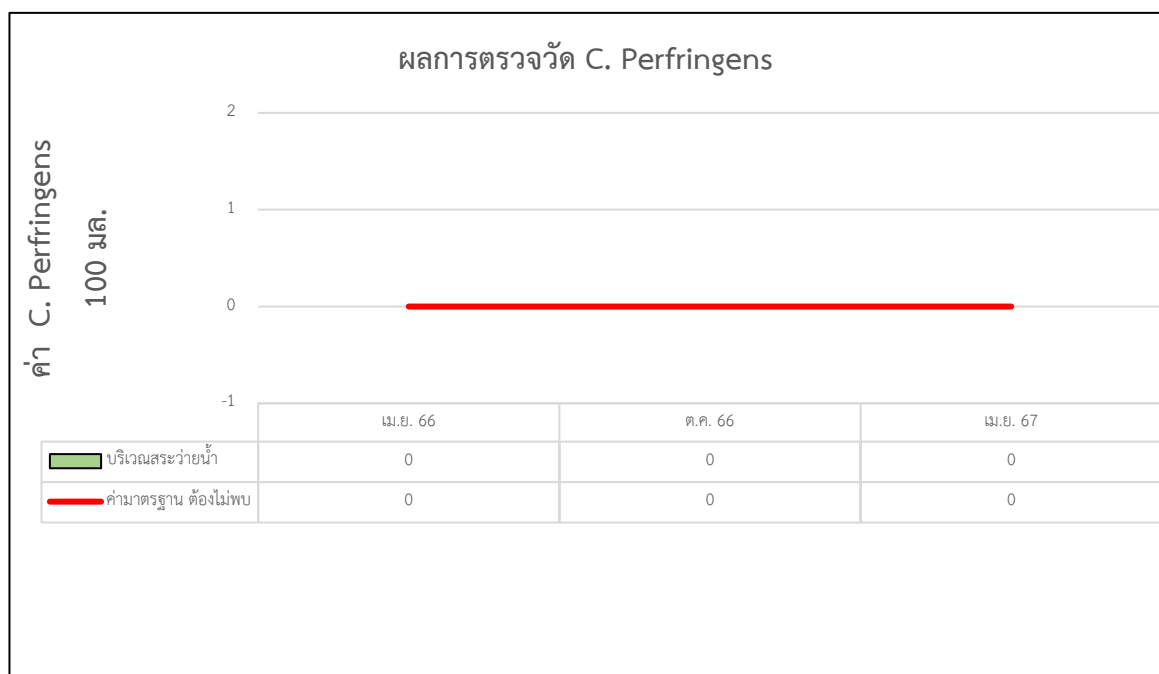 ผลการตรวจวัด C. Perfringens
ค่า C. Perfringens
100 มล.
2
1
0
-1
เม.ย. 66 ต.ค. 66 เม.ย. 67
บริเวณสระว่ายน้ำ 0 0 0
ค่ามาตรฐาน ต้องไม่พบ 0 0 0